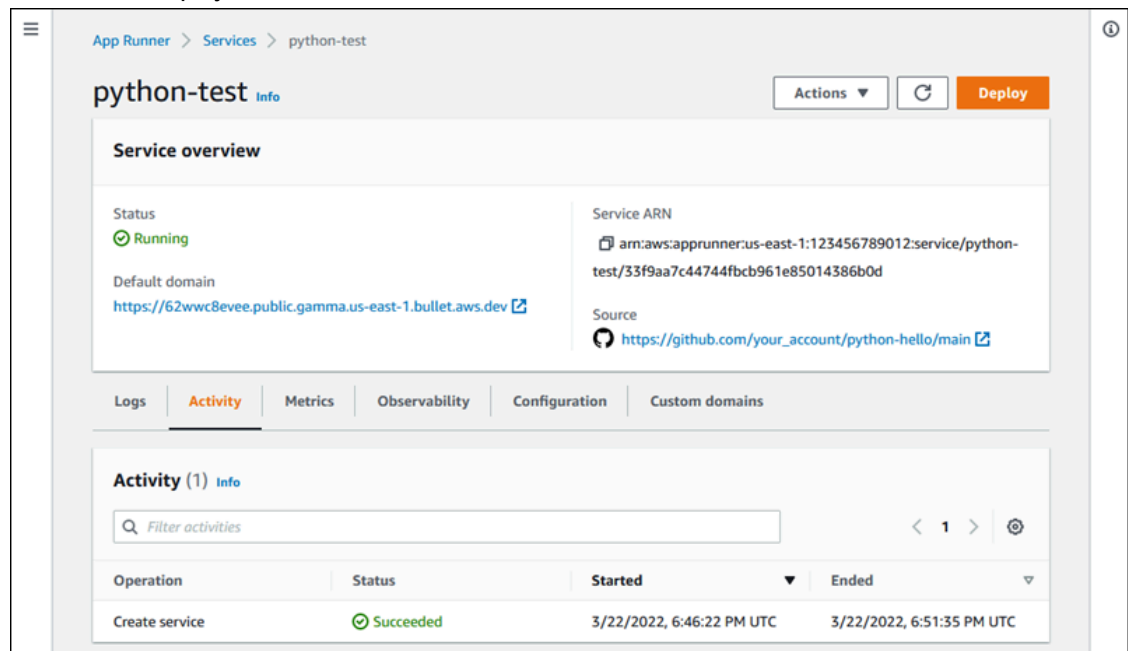 App Runner > Services > python-test
python-test Info
Actions ▼ Deploy
Service overview
Status
Running
Default domain
https://62wwc8evee.public.gamma.us-east-1.bullet.aws.dev
Service ARN
arn:aws:apprunner:us-east-1:123456789012:service/python-
test/33f9aa7c44744fbcb961e85014386b0d
Source
https://github.com/your_account/python-hello/main
Logs Activity Metrics Observability Configuration Custom domains
Activity (1) Info
Filter activities < 1 >
Operation Status Started ▼ Ended ▽
Create service Succeeded 3/22/2022, 6:46:22 PM UTC 3/22/2022, 6:51:35 PM UTC